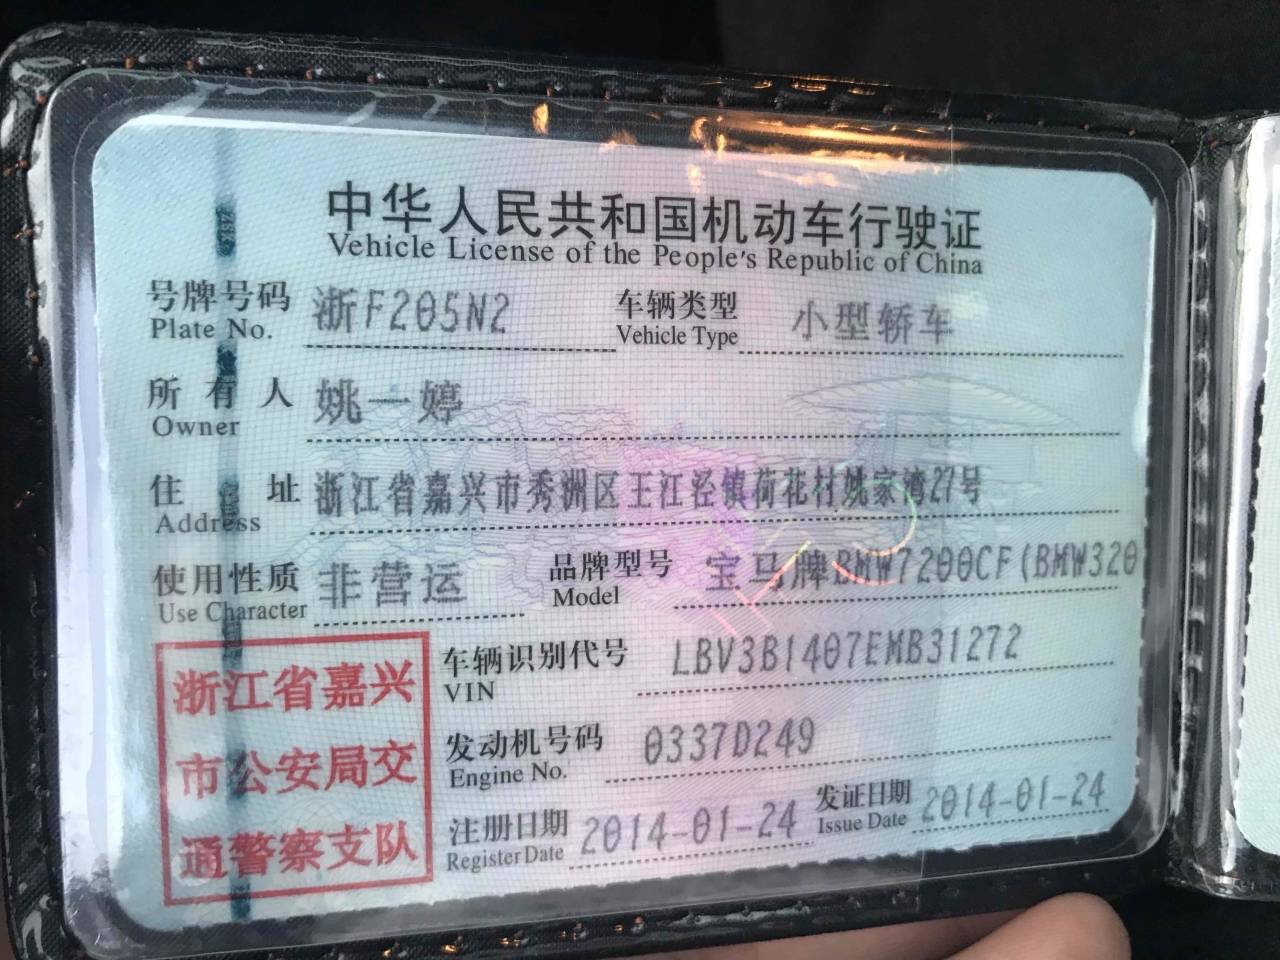 中华人民共和国机动车行驶证
Vehicle License of the People's Republic of China
号牌号码 浙F205N2 车辆类型 小型轿车
Plate No. Vehicle Type
所有人 姚一婷
Owner
住址 浙江省嘉兴市秀洲区王江泾镇荷花村姚家湾27号
Address
使用性质 非营运 品牌型号 宝马牌BMW7200CF(BMW320
Use Character Model
浙江省嘉兴
市公安局交
通警察支队
车辆识别代号 LBV3B1407EMB31272
VIN
发动机号码 0337D249
Engine No.
注册日期 2014-01-24 发证日期 2014-01-24
Register Date Issue Date